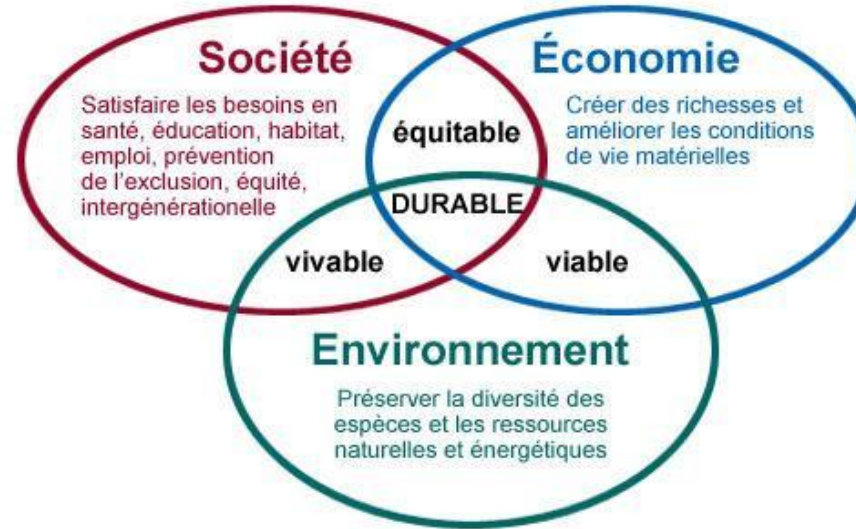 Société
Satisfaire les besoins en
santé, éducation, habitat,
emploi, prévention
de l'exclusion, équité,
intergénérationelle
Économie
Créer des richesses et
améliorer les conditions
de vie matérielles
équitable
DURABLE
vivable
viable
Environnement
Préserver la diversité des
espèces et les ressources
naturelles et énergétiques